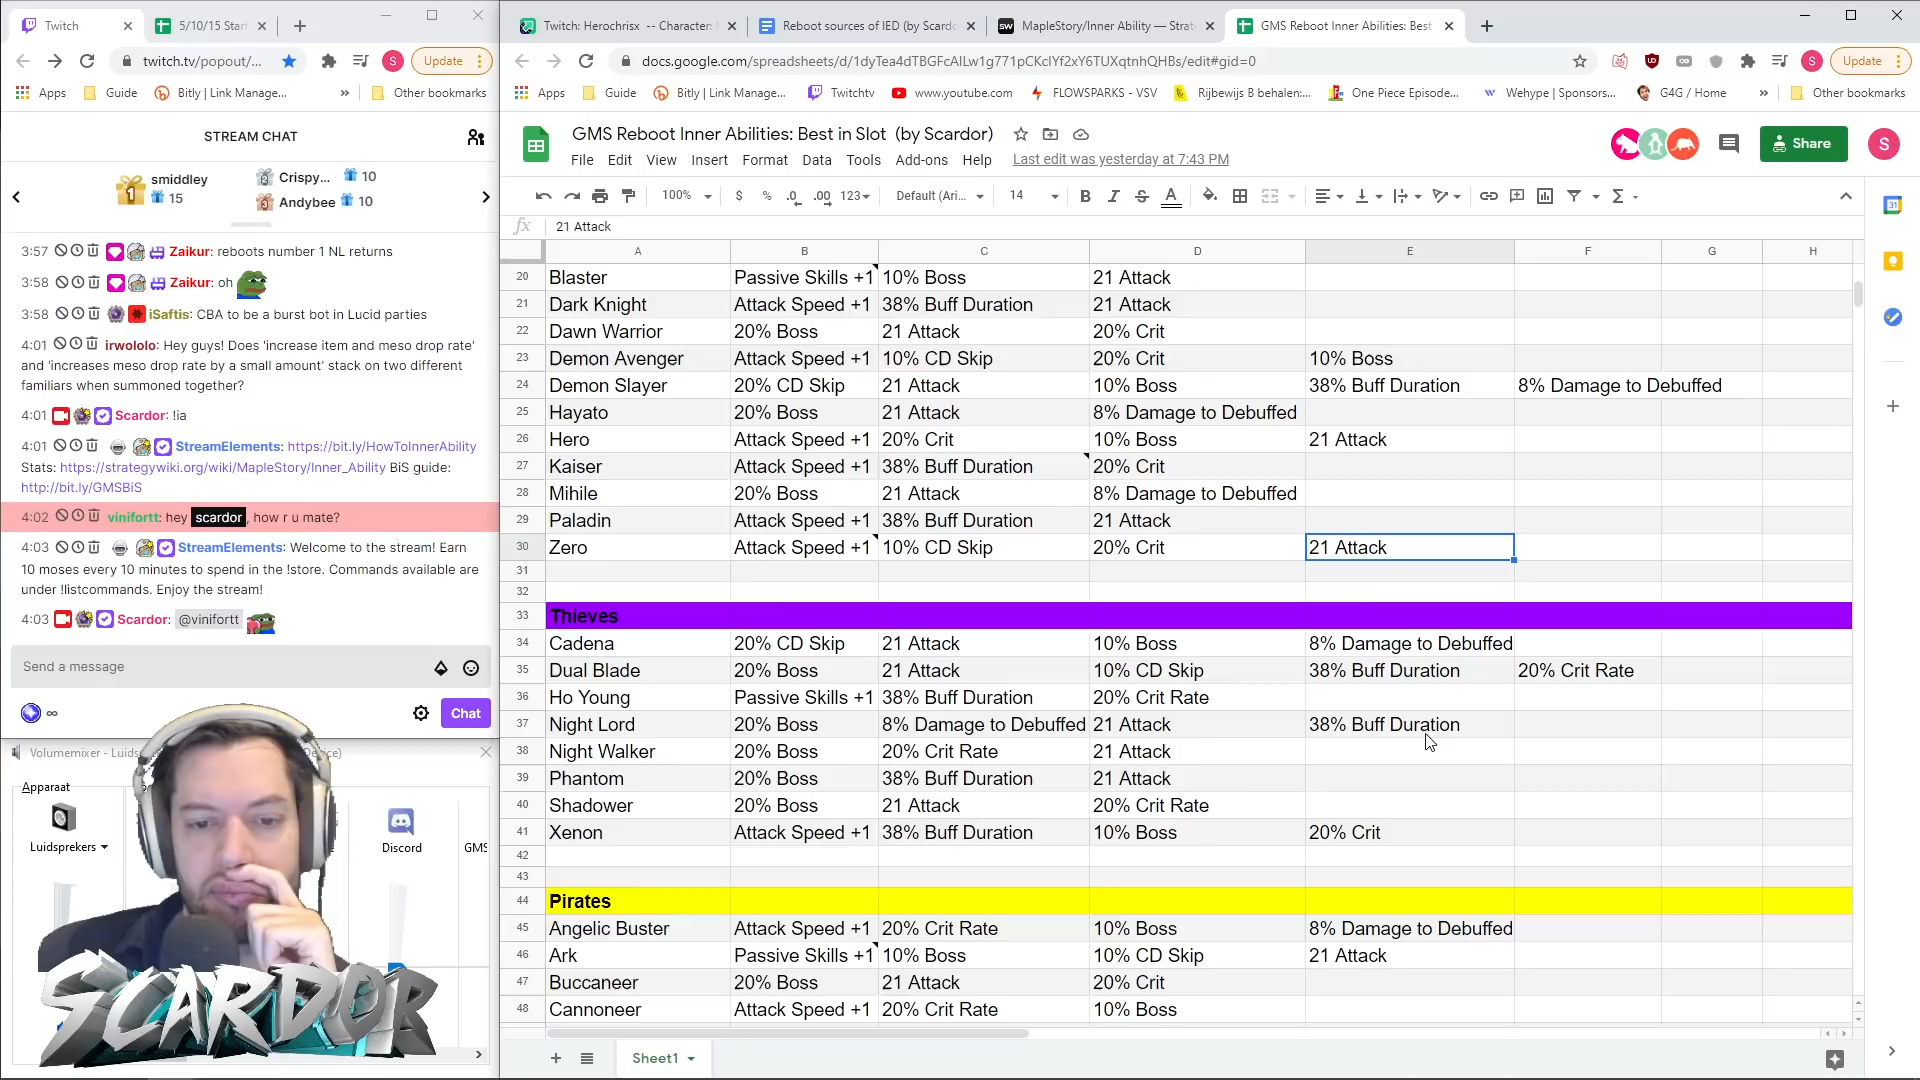 Twitch
5/10/15 Star
twitch.tv/popout/...
Update
Apps
Guide
Bitly | Link Manage...
Other bookmarks
STREAM CHAT
smiddley
15
Crispy...
10
Andybee
10
3:57 Zaikur: reboots number 1 NL returns
3:58 Zaikur: oh
3:58 iSaftis: CBA to be a burst bot in Lucid parties
4:01 irwololo: Hey guys! Does 'increase item and meso drop rate'
and 'increases meso drop rate by a small amount' stack on two different
familiars when summoned together?
4:01 Scardor: !ia
4:01 StreamElements: https://bit.ly/HowToInnerAbility
Stats: https://strategywiki.org/wiki/MapleStory/Inner_Ability BiS guide:
http://bit.ly/GMSBiS
4:02 vinifortt: hey scardor, how r u mate?
4:03 StreamElements: Welcome to the stream! Earn
10 moses every 10 minutes to spend in the !store. Commands available are
under !listcommands. Enjoy the stream!
4:03 Scardor: @vinifortt
Send a message
Chat
Volumemixer - Luids
Apparaat
Luidsprekers
Discord
GMS
SCARDOR
Twitch: Herochrisx -- Character:
Reboot sources of IED (by Scardo
MapleStory/Inner Ability — Strat
GMS Reboot Inner Abilities: Best
docs.google.com/spreadsheets/d/1dyTea4dTBGFcAlLw1g771pCKclYf2xY6TUXqtnhQHBs/edit#gid=0
Update
Apps
Guide
Bitly | Link Manage...
Twitchtv
www.youtube.com
FLOWSPARKS - VSV
Rijbewijs B behalen:...
One Piece Episode...
Wehype | Sponsors...
G4G / Home
Other bookmarks
GMS Reboot Inner Abilities: Best in Slot (by Scardor)
File Edit View Insert Format Data Tools Add-ons Help Last edit was yesterday at 7:43 PM
Share
S
100% $ % .0 .00 123 Default (Ari... 14 B I S A
fx 21 Attack
A B C D E F G H
20 Blaster Passive Skills +1 10% Boss 21 Attack
21 Dark Knight Attack Speed +1 38% Buff Duration 21 Attack
22 Dawn Warrior 20% Boss 21 Attack 20% Crit
23 Demon Avenger Attack Speed +1 10% CD Skip 20% Crit 10% Boss
24 Demon Slayer 20% CD Skip 21 Attack 10% Boss 38% Buff Duration 8% Damage to Debuffed
25 Hayato 20% Boss 21 Attack 8% Damage to Debuffed
26 Hero Attack Speed +1 20% Crit 10% Boss 21 Attack
27 Kaiser Attack Speed +1 38% Buff Duration 20% Crit
28 Mihile 20% Boss 21 Attack 8% Damage to Debuffed
29 Paladin Attack Speed +1 38% Buff Duration 21 Attack
30 Zero Attack Speed +1 10% CD Skip 20% Crit 21 Attack
31
32
33 Thieves
34 Cadena 20% CD Skip 21 Attack 10% Boss 8% Damage to Debuffed
35 Dual Blade 20% Boss 21 Attack 10% CD Skip 38% Buff Duration 20% Crit Rate
36 Ho Young Passive Skills +1 38% Buff Duration 20% Crit Rate
37 Night Lord 20% Boss 8% Damage to Debuffed 21 Attack 38% Buff Duration
38 Night Walker 20% Boss 20% Crit Rate 21 Attack
39 Phantom 20% Boss 38% Buff Duration 21 Attack
40 Shadower 20% Boss 21 Attack 20% Crit Rate
41 Xenon Attack Speed +1 38% Buff Duration 10% Boss 20% Crit
42
43
44 Pirates
45 Angelic Buster Attack Speed +1 20% Crit Rate 10% Boss 8% Damage to Debuffed
46 Ark Passive Skills +1 10% Boss 10% CD Skip 21 Attack
47 Buccaneer 20% Boss 21 Attack 20% Crit
48 Cannoneer Attack Speed +1 20% Crit Rate 10% Boss
Sheet1